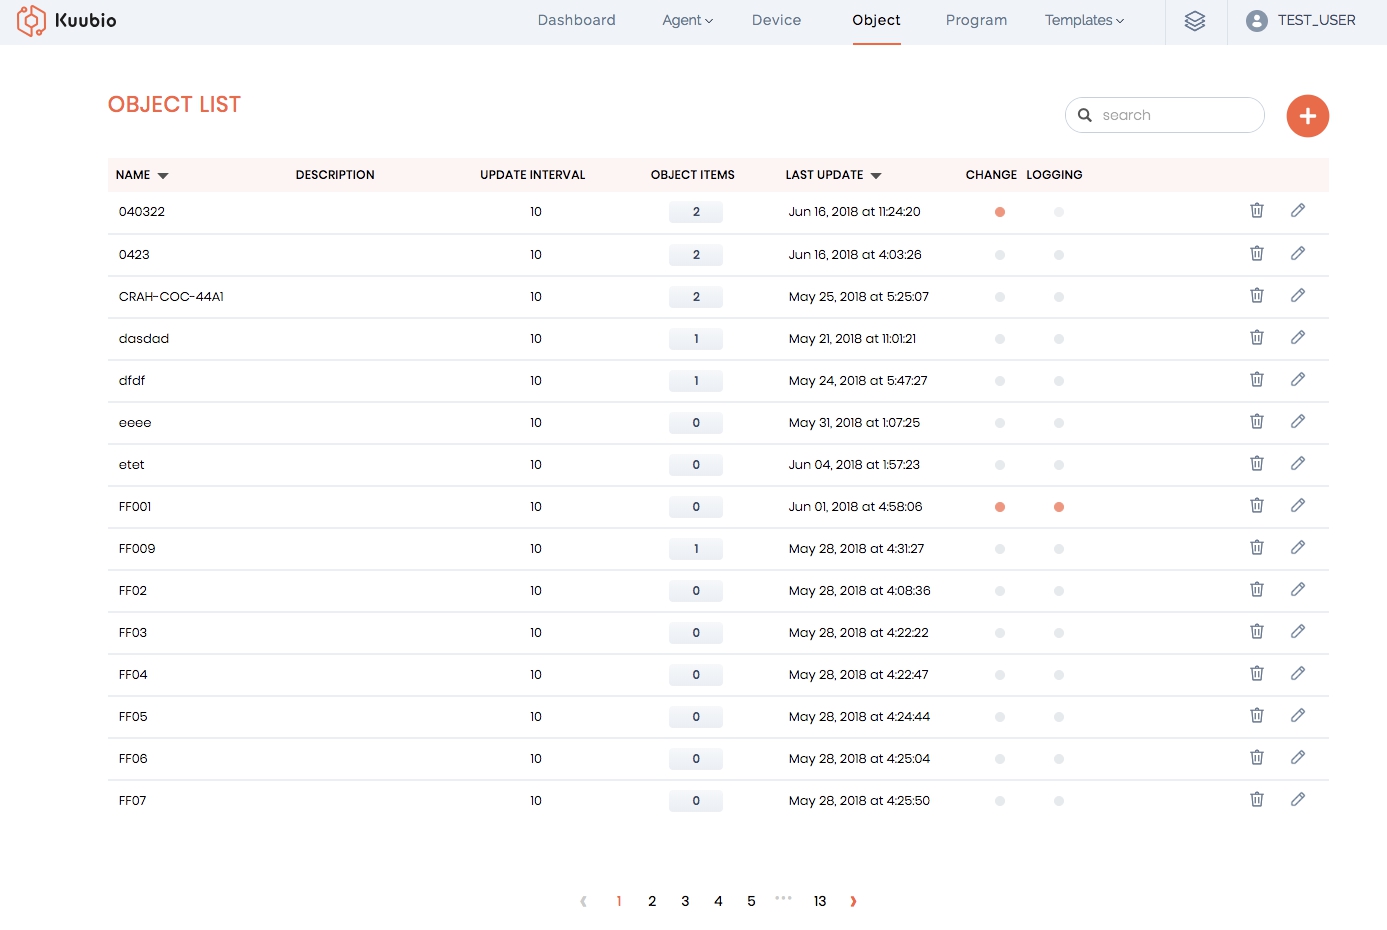 Kuubio Dashboard Agent Device Object Program Templates TEST_USER
OBJECT LIST
search
NAME DESCRIPTION UPDATE INTERVAL OBJECT ITEMS LAST UPDATE CHANGE LOGGING
040322 10 2 Jun 16, 2018 at 11:24:20
0423 10 2 Jun 16, 2018 at 4:03:26
CRAH-COC-44A1 10 2 May 25, 2018 at 5:25:07
dasdad 10 1 May 21, 2018 at 11:01:21
dfdf 10 1 May 24, 2018 at 5:47:27
eeee 10 0 May 31, 2018 at 1:07:25
etet 10 0 Jun 04, 2018 at 1:57:23
FF001 10 0 Jun 01, 2018 at 4:58:06
FF009 10 1 May 28, 2018 at 4:31:27
FF02 10 0 May 28, 2018 at 4:08:36
FF03 10 0 May 28, 2018 at 4:22:22
FF04 10 0 May 28, 2018 at 4:22:47
FF05 10 0 May 28, 2018 at 4:24:44
FF06 10 0 May 28, 2018 at 4:25:04
FF07 10 0 May 28, 2018 at 4:25:50
1 2 3 4 5 ••• 13